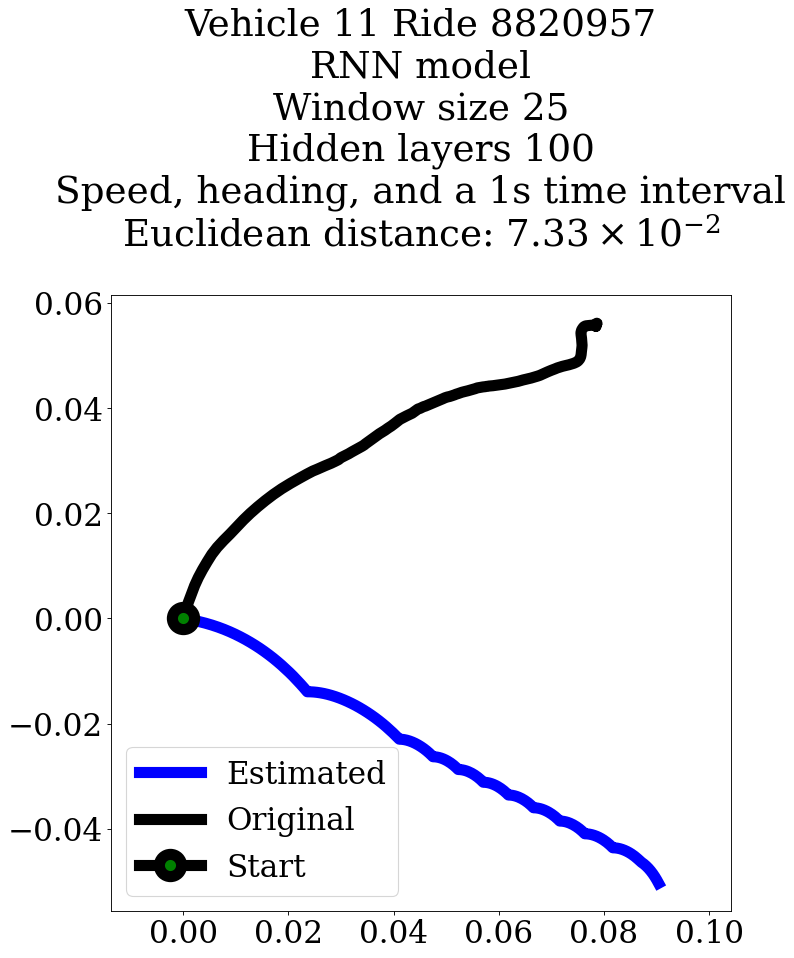 Vehicle 11 Ride 8820957
RNN model
Window size 25
Hidden layers 100
Speed, heading, and a 1s time interval
Euclidean distance: 7.33 × 10⁻²
0.06
0.04
0.02
0.00
−0.02
−0.04
Estimated
Original
Start
0.00 0.02 0.04 0.06 0.08 0.10